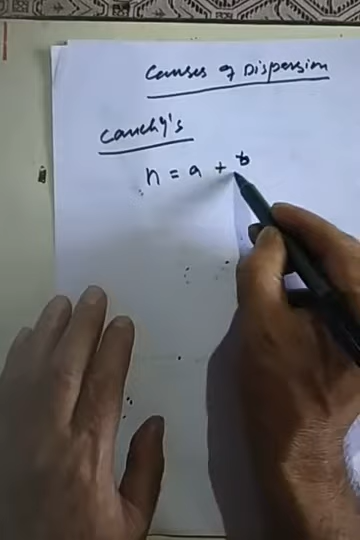 Causes of Dispersion
Cauchy's
n = a + b